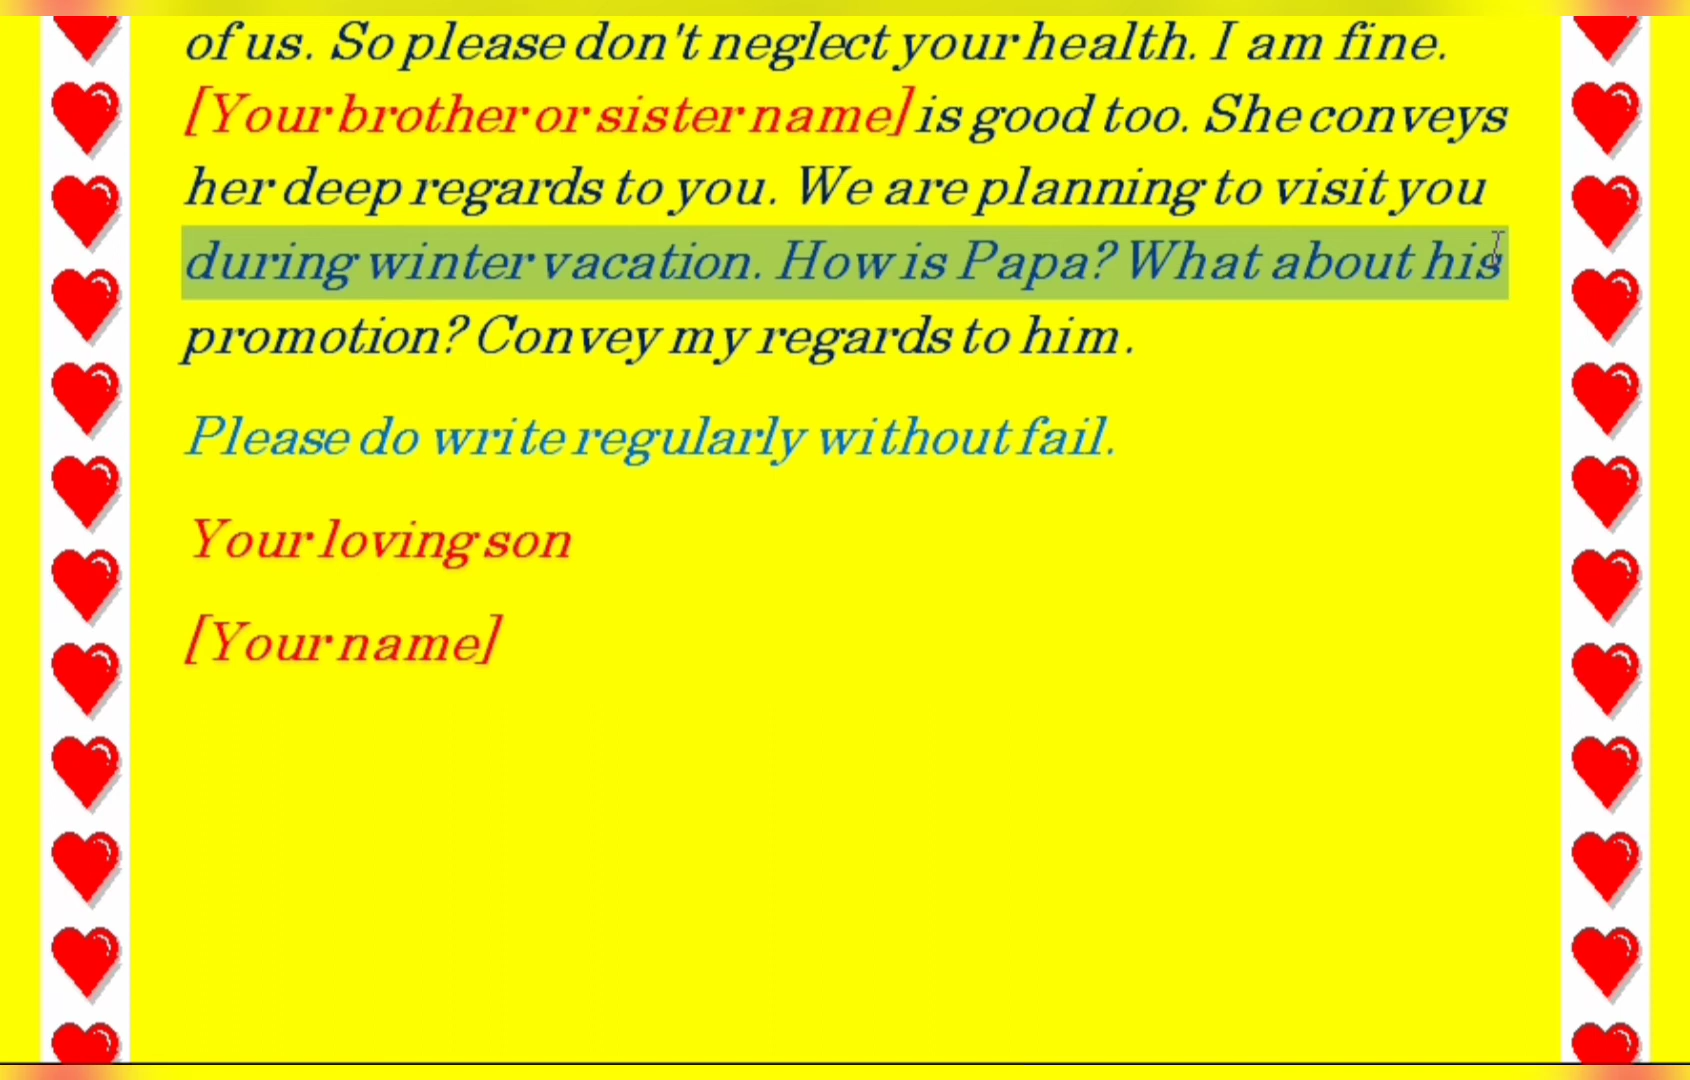 of us. So please don't neglect your health. I am fine.
[Your brother or sister name] is good too. She conveys
her deep regards to you. We are planning to visit you
during winter vacation. How is Papa? What about his
promotion? Convey my regards to him.
Please do write regularly without fail.
Your loving son
[Your name]